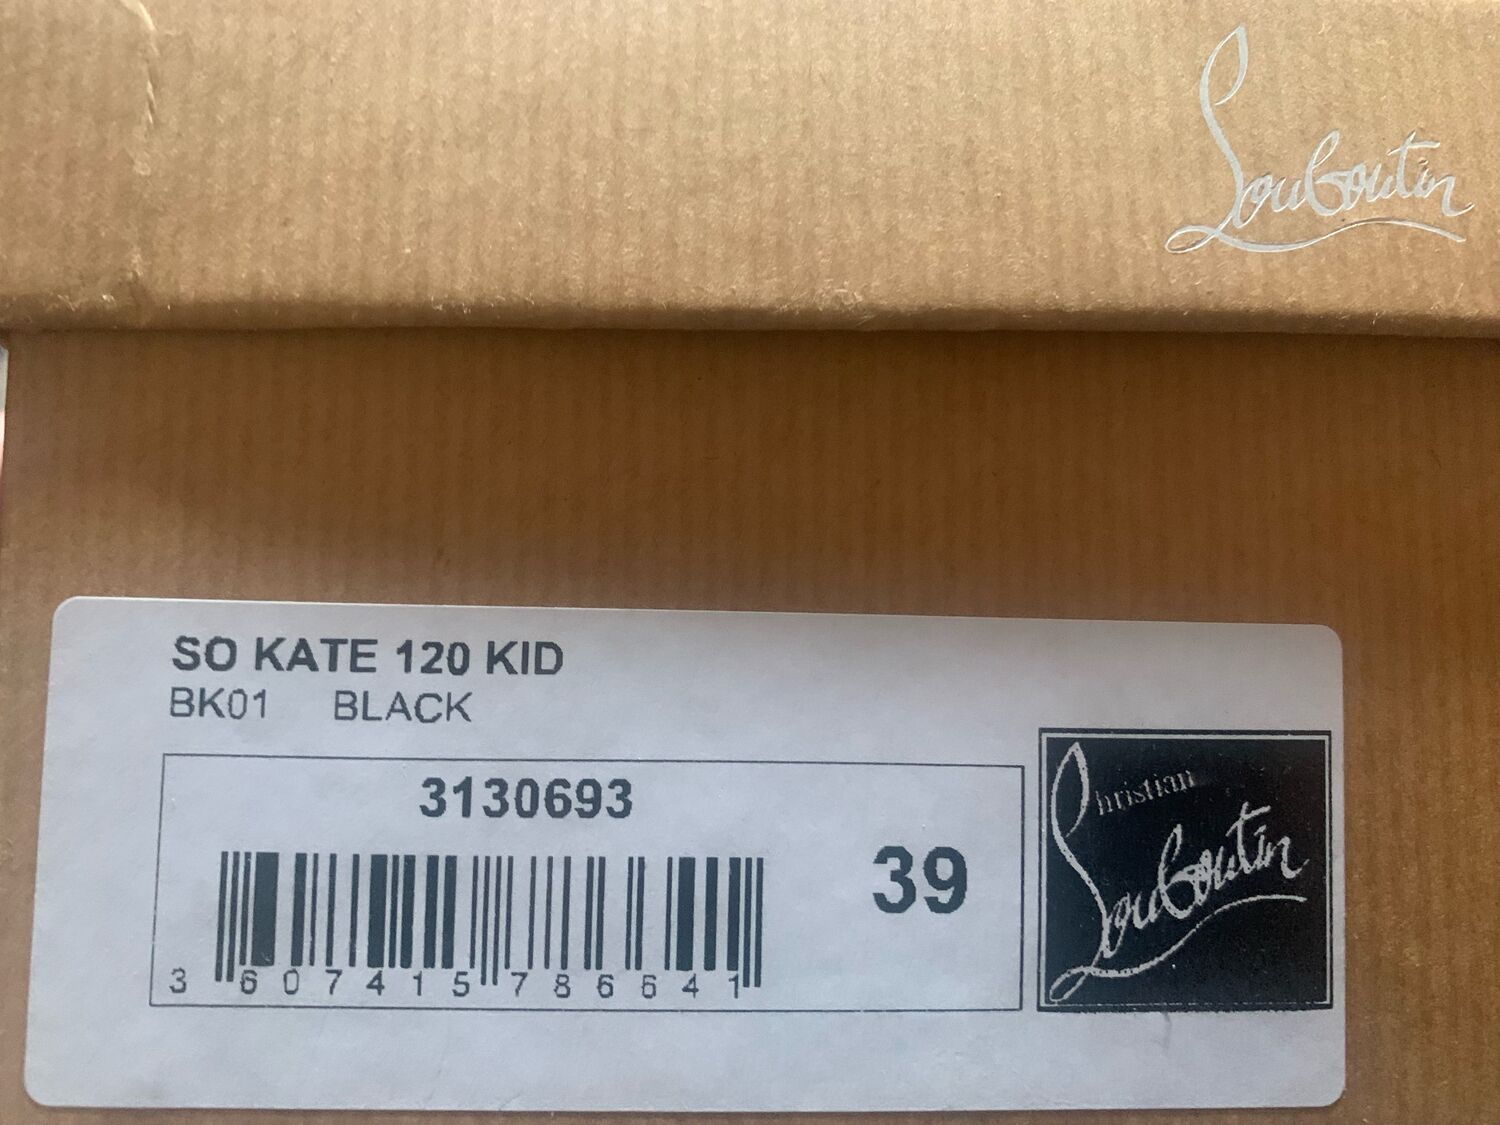 Louboutin
SO KATE 120 KID
BK01 BLACK
3130693
39
3 607415 786641
Christian
Louboutin